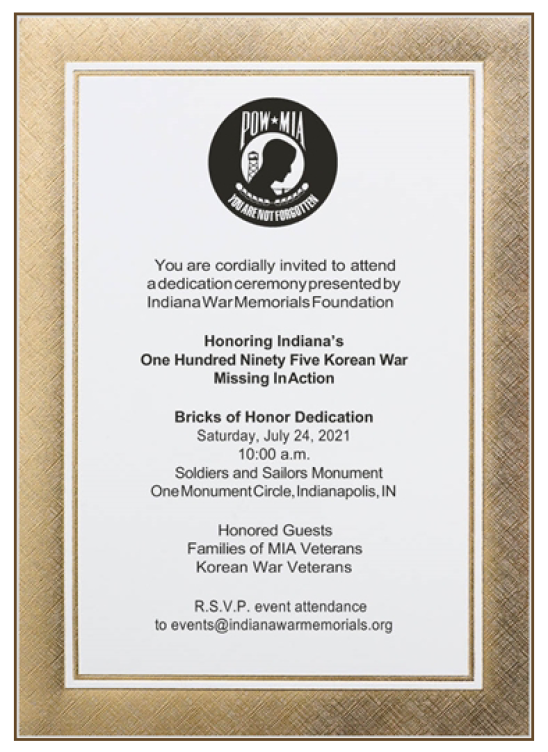 POW★MIA
YOU ARE NOT FORGOTTEN
You are cordially invited to attend
a dedication ceremony presented by
Indiana War Memorials Foundation
Honoring Indiana's
One Hundred Ninety Five Korean War
Missing In Action
Bricks of Honor Dedication
Saturday, July 24, 2021
10:00 a.m.
Soldiers and Sailors Monument
One Monument Circle, Indianapolis, IN
Honored Guests
Families of MIA Veterans
Korean War Veterans
R.S.V.P. event attendance
to events@indianawarmemorials.org